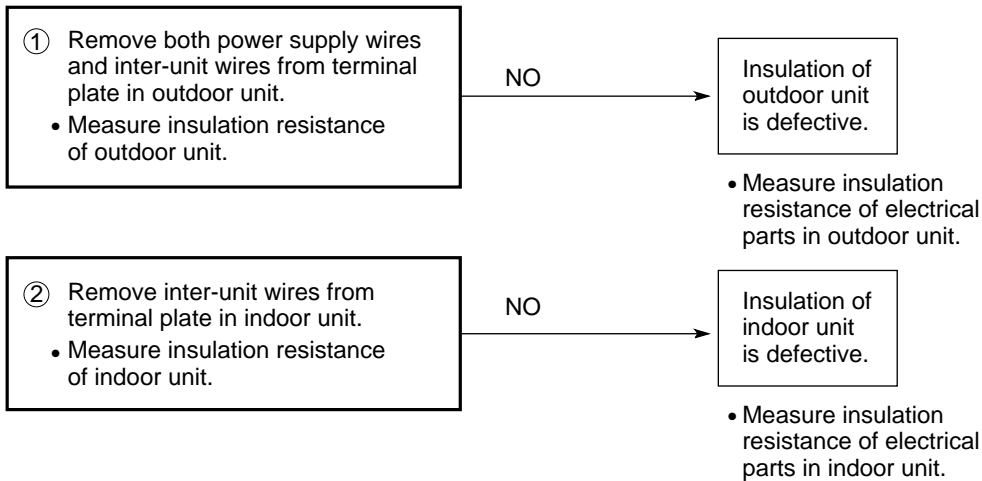 ① Remove both power supply wires
and inter-unit wires from terminal
plate in outdoor unit.
• Measure insulation resistance
of outdoor unit.
NO
Insulation of
outdoor unit
is defective.
• Measure insulation
resistance of electrical
parts in outdoor unit.
② Remove inter-unit wires from
terminal plate in indoor unit.
• Measure insulation resistance
of indoor unit.
NO
Insulation of
indoor unit
is defective.
• Measure insulation
resistance of electrical
parts in indoor unit.